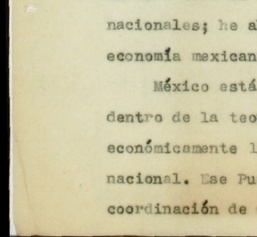 nacionales; he a
economía mexican
México está
dentro de la teo
económicamente l
nacional. Ese Pu
coordinación de